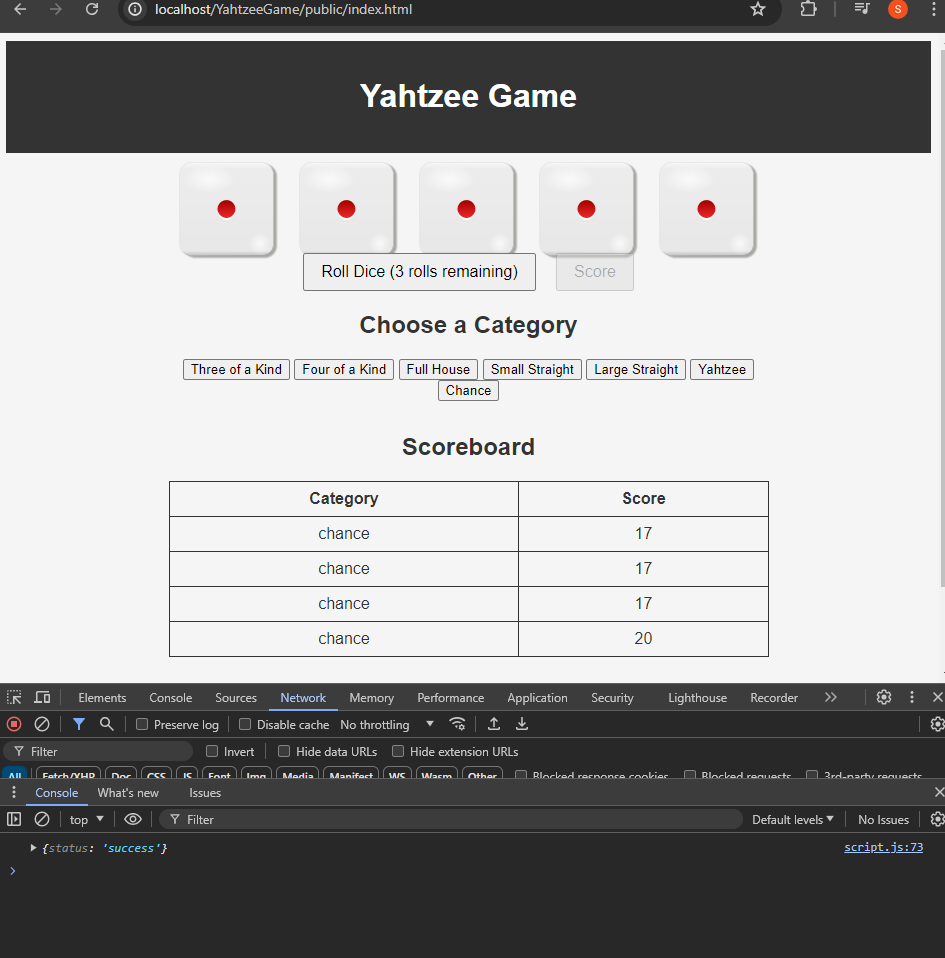 localhost/YahtzeeGame/public/index.html
S
Yahtzee Game
Roll Dice (3 rolls remaining) Score
Choose a Category
Three of a Kind Four of a Kind Full House Small Straight Large Straight Yahtzee
Chance
Scoreboard
Category Score
chance 17
chance 17
chance 17
chance 20
Elements Console Sources Network Memory Performance Application Security Lighthouse Recorder
Preserve log Disable cache No throttling
Filter Invert Hide data URLs Hide extension URLs
All Fetch/XHR Doc CSS JS Font Img Media Manifest WS Wasm Other Blocked response cookies Blocked requests 3rd-party requests
Console What's new Issues
top Filter Default levels No Issues
{status: 'success'} script.js:73